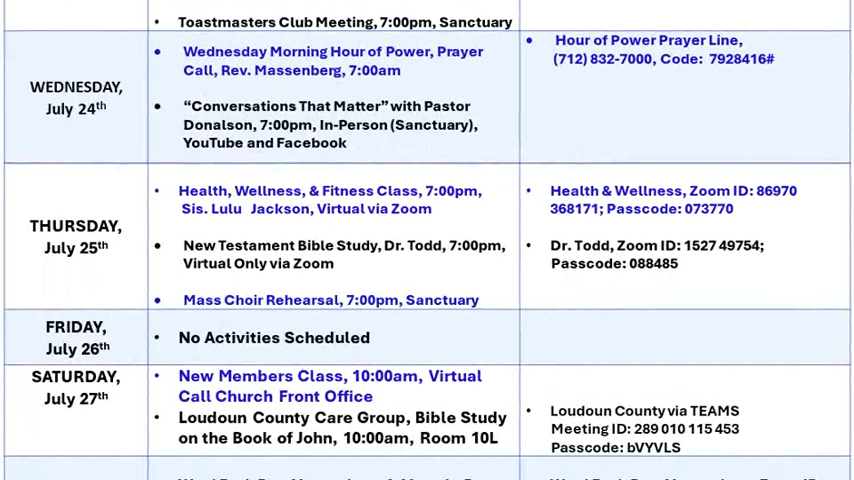 • Toastmasters Club Meeting, 7:00pm, Sanctuary
WEDNESDAY,
July 24th
• Wednesday Morning Hour of Power, Prayer
Call, Rev. Massenberg, 7:00am
• “Conversations That Matter” with Pastor
Donalson, 7:00pm, In-Person (Sanctuary),
YouTube and Facebook
• Hour of Power Prayer Line,
(712) 832-7000, Code: 7928416#
THURSDAY,
July 25th
• Health, Wellness, & Fitness Class, 7:00pm,
Sis. Lulu Jackson, Virtual via Zoom
• New Testament Bible Study, Dr. Todd, 7:00pm,
Virtual Only via Zoom
• Mass Choir Rehearsal, 7:00pm, Sanctuary
• Health & Wellness, Zoom ID: 86970
368171; Passcode: 073770
• Dr. Todd, Zoom ID: 1527 49754;
Passcode: 088485
FRIDAY,
July 26th
• No Activities Scheduled
SATURDAY,
July 27th
• New Members Class, 10:00am, Virtual
Call Church Front Office
• Loudoun County Care Group, Bible Study
on the Book of John, 10:00am, Room 10L
• Loudoun County via TEAMS
Meeting ID: 289 010 115 453
Passcode: bVYVLS